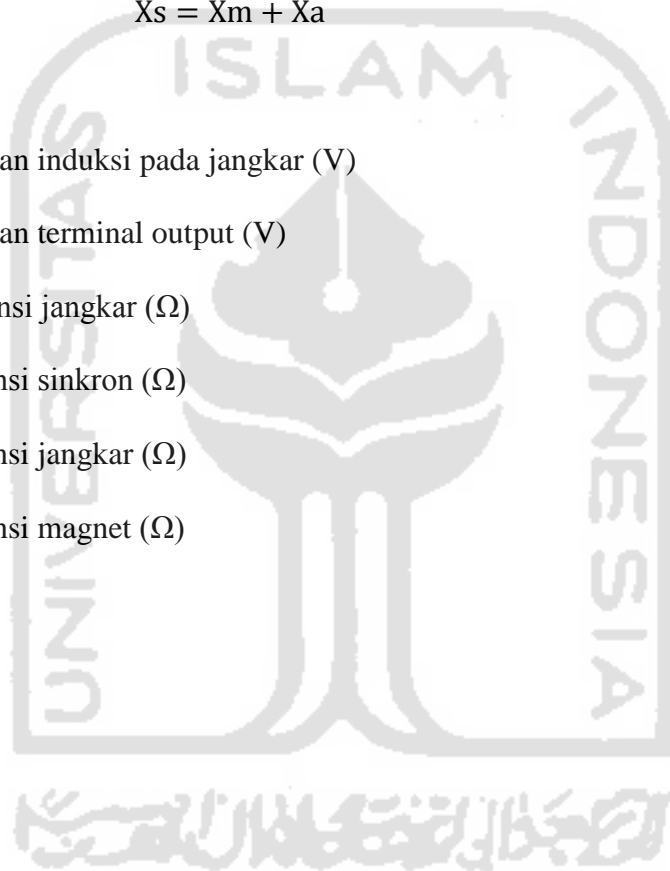 Xs = Xm + Xa
ISLAM
UNIVERSITAS
INDONESIA
an induksi pada jangkar (V)
an terminal output (V)
nsi jangkar (Ω)
nsi sinkron (Ω)
nsi jangkar (Ω)
nsi magnet (Ω)